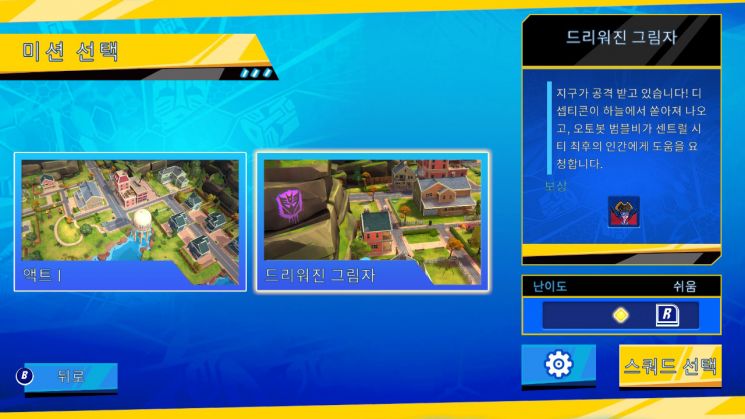 미션 선택
액트 I
드리워진 그림자
B
뒤로
드리워진 그림자
지구가 공격 받고 있습니다! 디
셉티콘이 하늘에서 쏟아져 나오
고, 오토봇 범블비가 센트럴 시
티 최후의 인간에게 도움을 요
청합니다.
보상
난이도 쉬움
R
스쿼드 선택